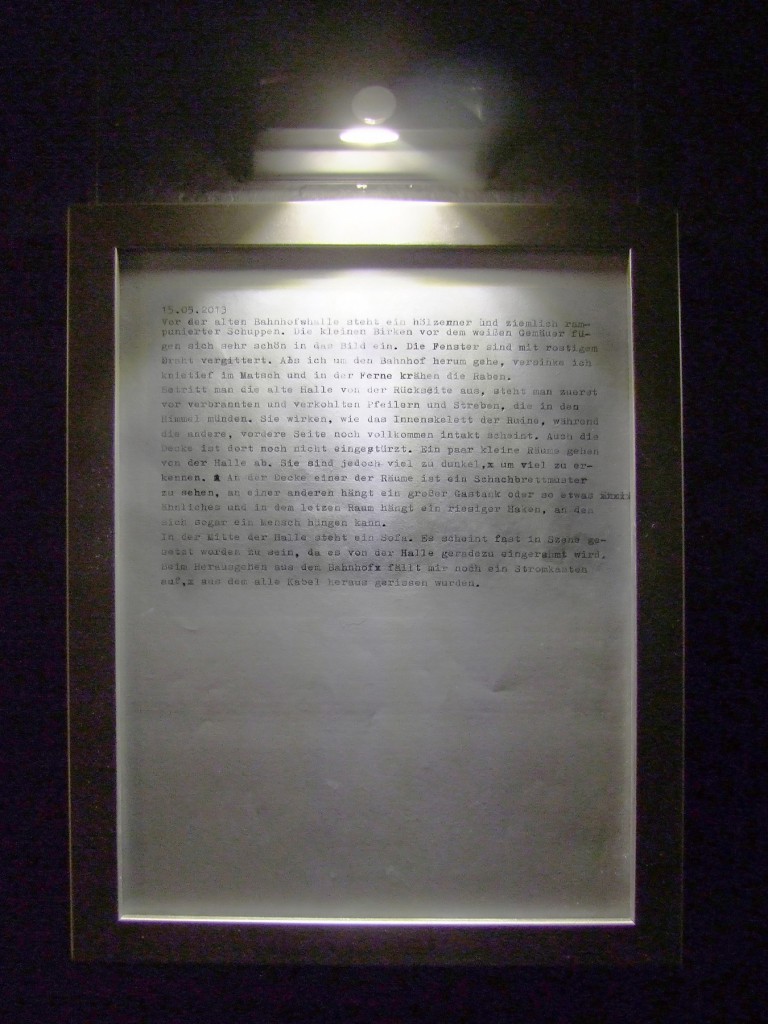 15.05.2013
Vor der alten Bahnhofwhalle steht ein hölzerner und ziemlich ram-
punierter Schuppen. Die kleinen Birken vor dem weißen Gemäuer fü-
gen sich sehr schön in das Bild ein. Die Fenster sind mit rostigem
Draht vergittert. Als ich um den Bahnhof herum gehe, versinke ich
knietief im Matsch und in der Ferne krähen die Raben.
Betritt man die alte Halle von der Rückseite aus, steht man zuerst
vor verbrannten und verkohlten Pfeilern und Streben, die in den
Himmel münden. Sie wirken, wie das Innenskelett der Ruine, während
die andere, vordere Seite noch vollkommen intakt scheint. Auch die
Decke ist dort noch nicht eingestürzt. Ein paar kleine Räume gehen
von der Halle ab. Sie sind jedoch viel zu dunkel,x um viel zu er-
kennen. An der Decke einer der Räume ist ein Schachbrettmuster
zu sehen, an einer anderen hängt ein großer Gastank oder so etwas
Ähnliches und in dem letzen Raum hängt ein riesiger Haken, an dem
sich sogar ein Mensch hängen kann.
In der Mitte der Halle steht ein Sofa. Es scheint fast in Szene ge-
setzt worden zu sein, da es von der Halle geradezu eingerahmt wird.
Beim Herausgehen aus dem Bahnhofx fällt mir noch ein Stromkasten
auf,x aus dem alle Kabel heraus gerissen wurden.